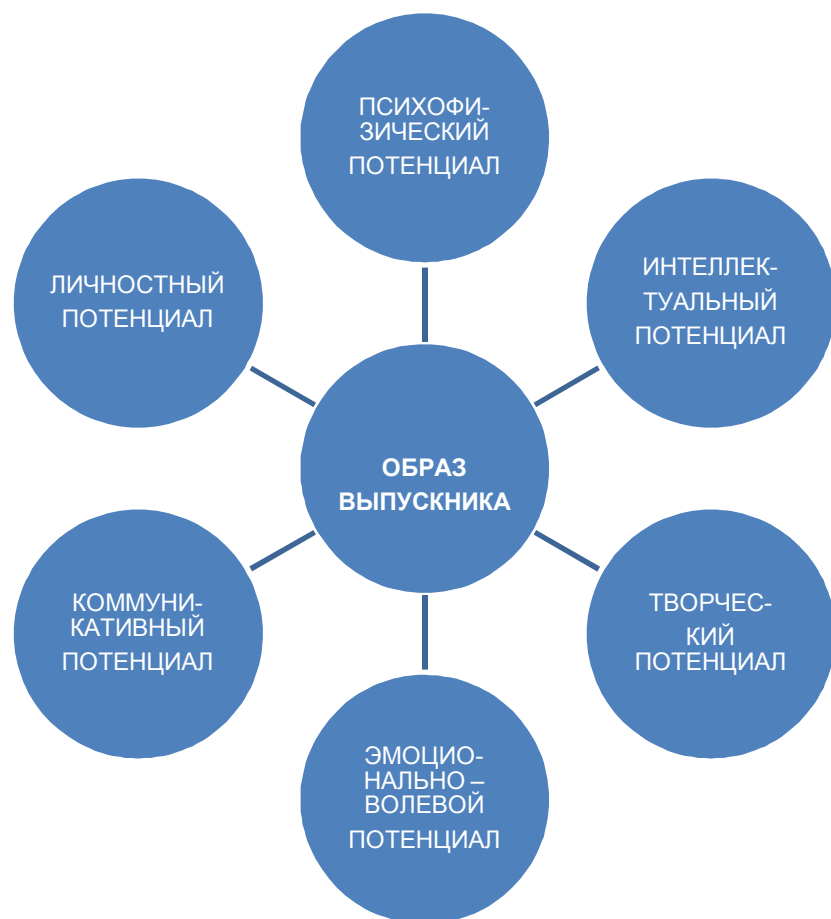 ПСИХОФИ-
ЗИЧЕСКИЙ
ПОТЕНЦИАЛ
ЛИЧНОСТНЫЙ
ПОТЕНЦИАЛ
ИНТЕЛЛЕК-
ТУАЛЬНЫЙ
ПОТЕНЦИАЛ
ОБРАЗ
ВЫПУСКНИКА
КОММУНИ-
КАТИВНЫЙ
ПОТЕНЦИАЛ
ТВОРЧЕС-
КИЙ
ПОТЕНЦИАЛ
ЭМОЦИО-
НАЛЬНО –
ВОЛЕВОЙ
ПОТЕНЦИАЛ